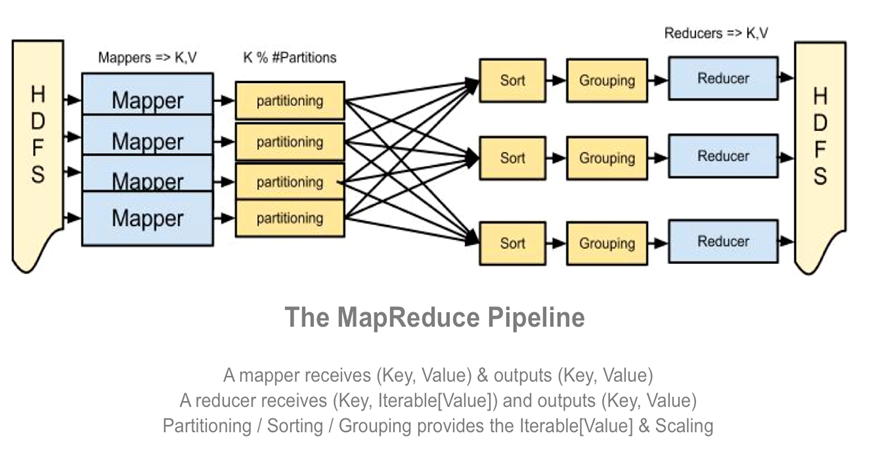 Mappers => K,V
K % #Partitions
Reducers => K,V
H
D
F
S
Mapper
Mapper
Mapper
Mapper
partitioning
partitioning
partitioning
partitioning
Sort
Grouping
Reducer
Sort
Grouping
Reducer
Sort
Grouping
Reducer
H
D
F
S
The MapReduce Pipeline
A mapper receives (Key, Value) & outputs (Key, Value)
A reducer receives (Key, Iterable[Value]) and outputs (Key, Value)
Partitioning / Sorting / Grouping provides the Iterable[Value] & Scaling